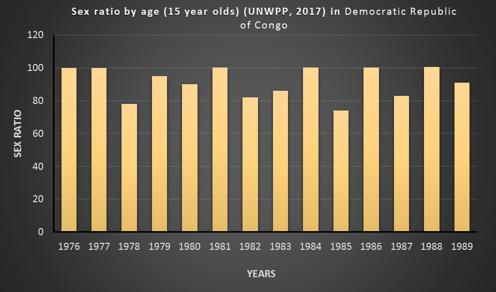 Sex ratio by age (15 year olds) (UNWPP, 2017) in Democratic Republic
of Congo
120
100
80
60
40
20
0
SEX RATIO
1976 1977 1978 1979 1980 1981 1982 1983 1984 1985 1986 1987 1988 1989
YEARS